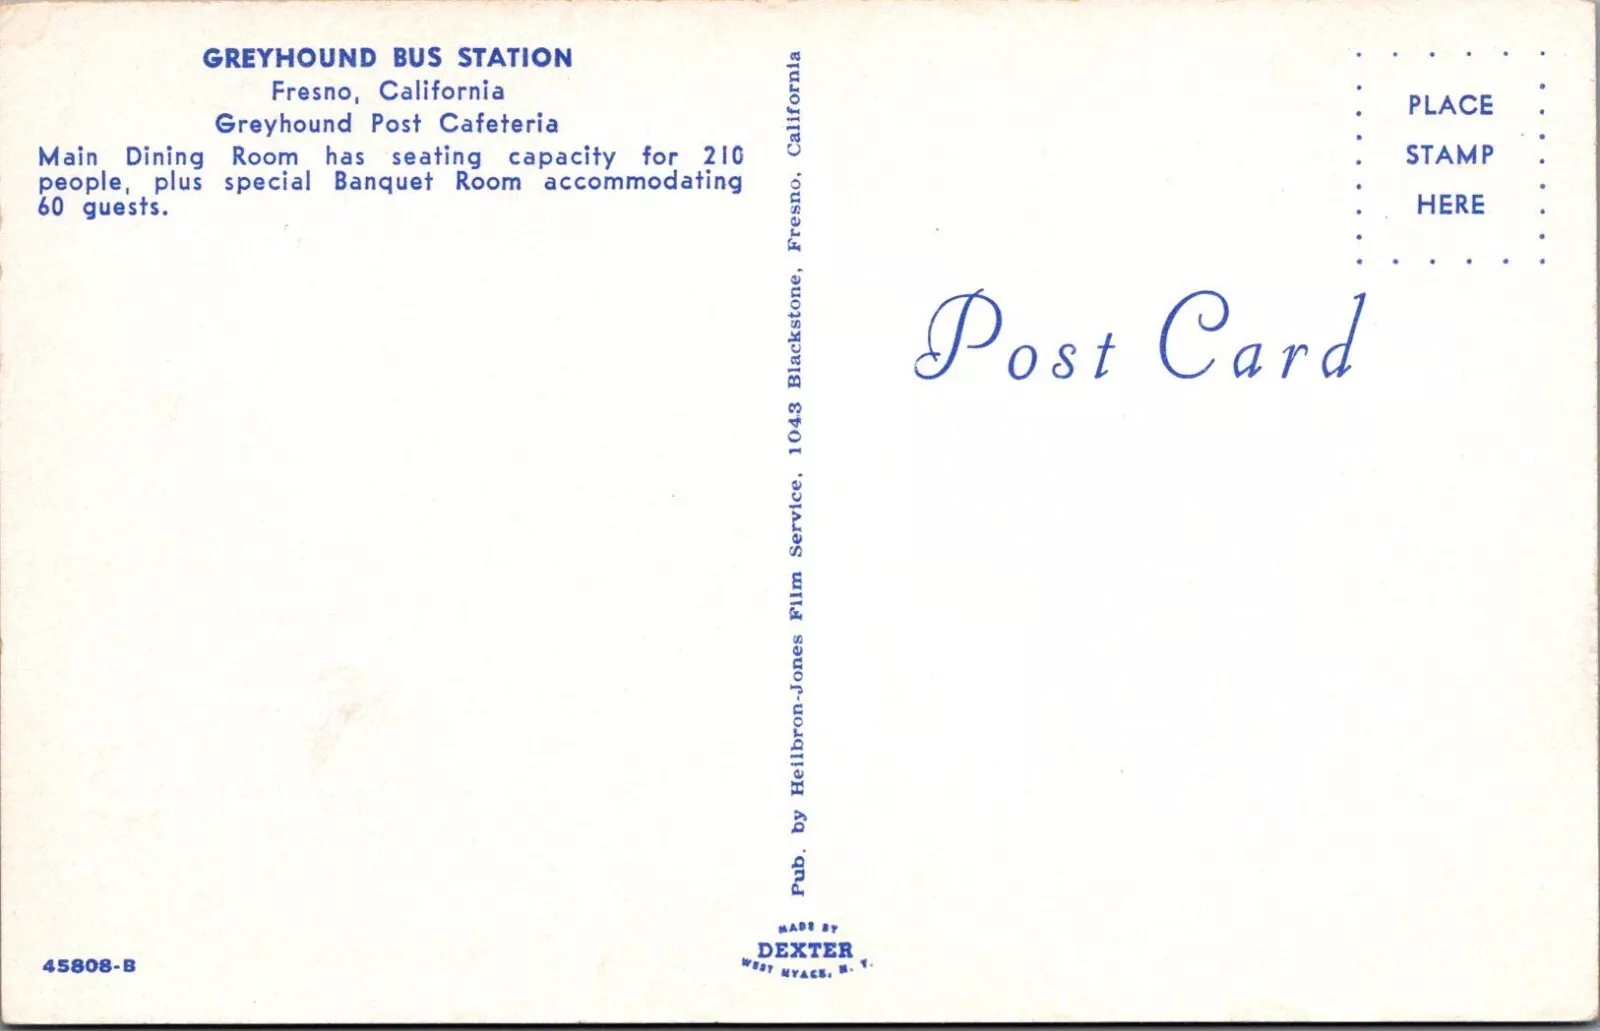 GREYHOUND BUS STATION
Fresno, California
Greyhound Post Cafeteria
Main Dining Room has seating capacity for 210
people, plus special Banquet Room accommodating
60 guests.
45808-B
Pub. by Heilbron-Jones Film Service, 1043 Blackstone, Fresno, California
MADE BY
DEXTER
WEST NYACK, N. Y.
PLACE
STAMP
HERE
Post Card